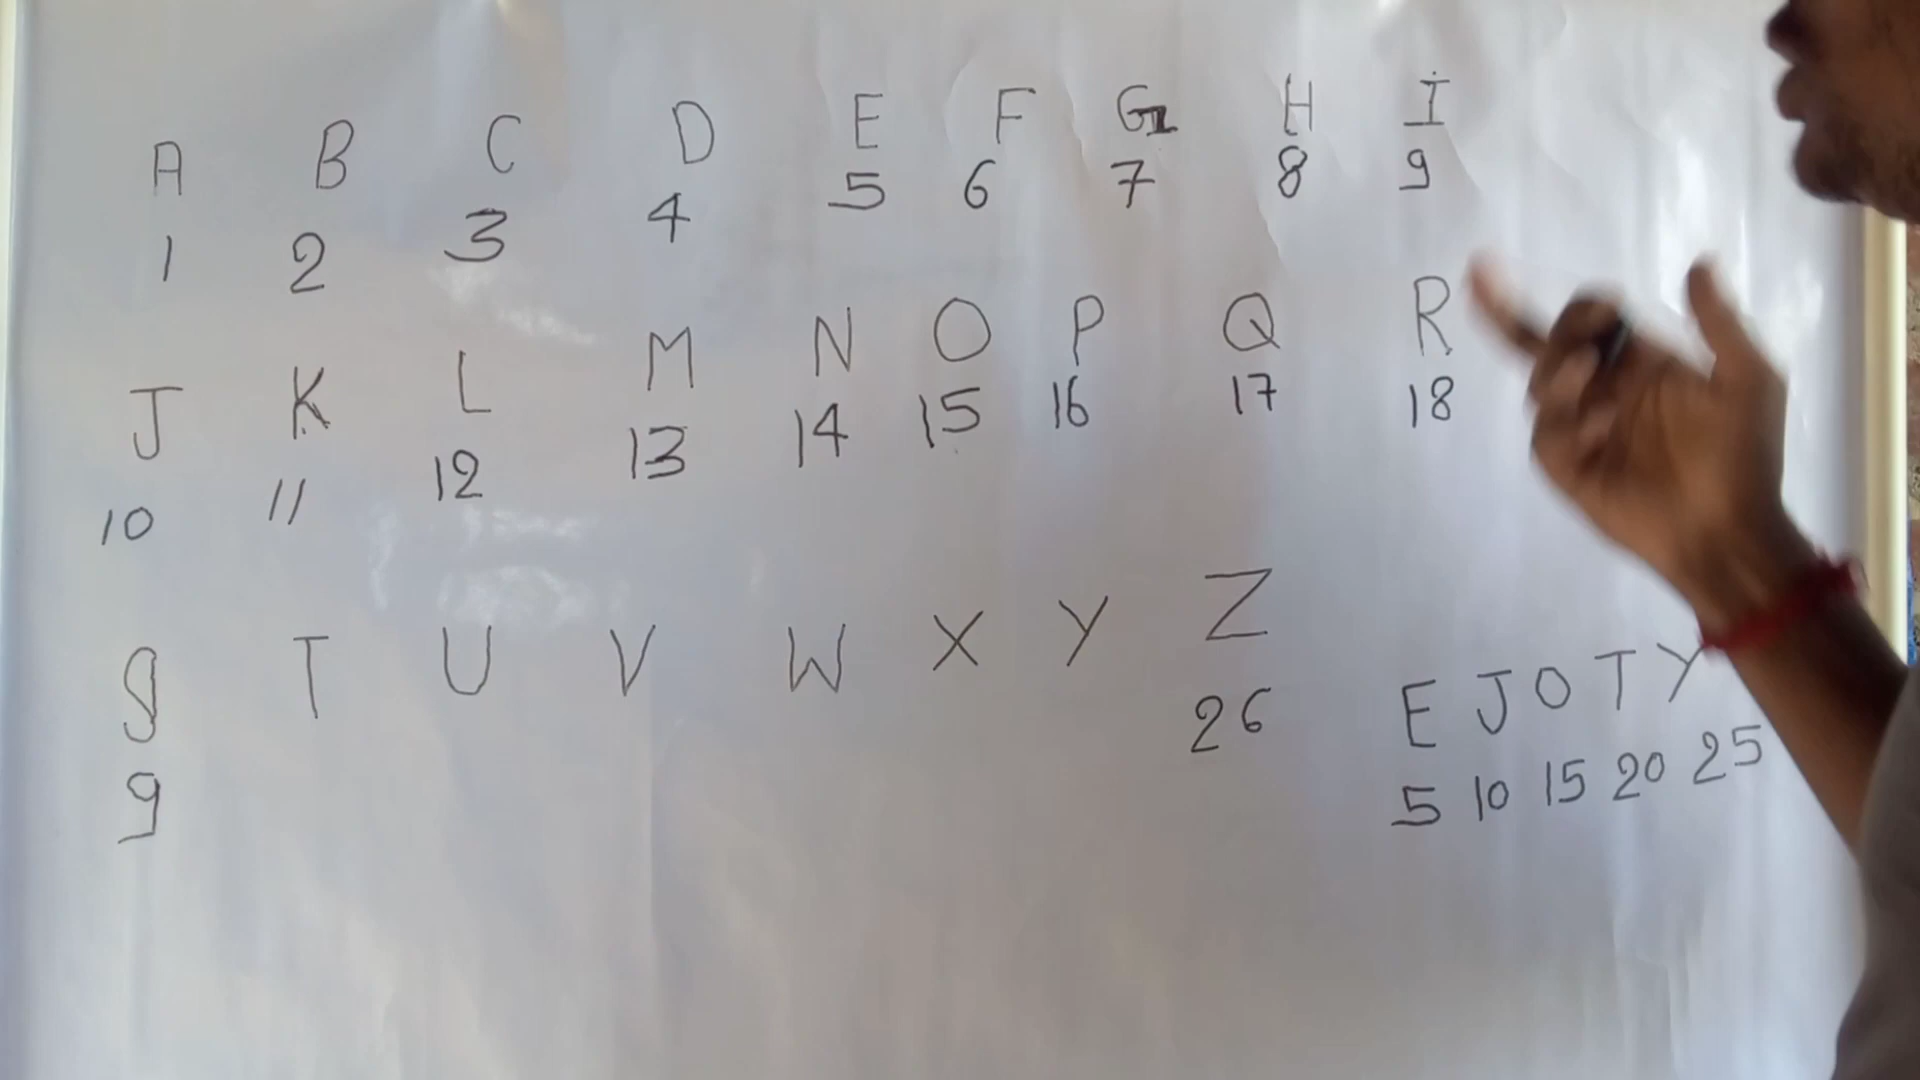 A B C D E F G H I
1 2 3 4 5 6 7 8 9
J K L M N O P Q R
10 11 12 13 14 15 16 17 18
S T U V W X Y Z
9 26
E J O T Y
5 10 15 20 25